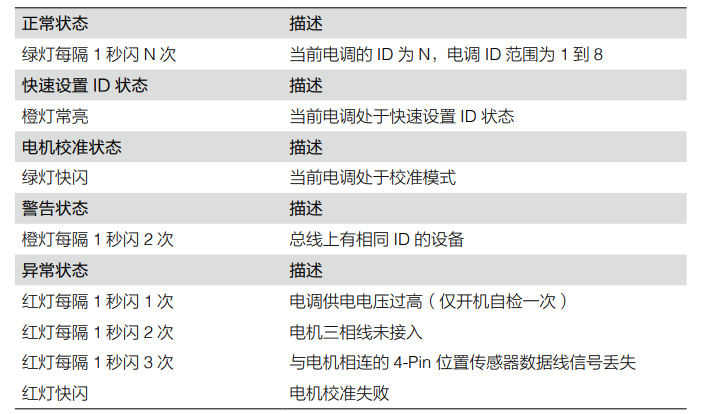 正常状态 描述
绿灯每隔 1 秒闪 N 次 当前电调的 ID 为 N，电调 ID 范围为 1 到 8
快速设置 ID 状态 描述
橙灯常亮 当前电调处于快速设置 ID 状态
电机校准状态 描述
绿灯快闪 当前电调处于校准模式
警告状态 描述
橙灯每隔 1 秒闪 2 次 总线上有相同 ID 的设备
异常状态 描述
红灯每隔 1 秒闪 1 次 电调供电电压过高（仅开机自检一次）
红灯每隔 1 秒闪 2 次 电机三相线未接入
红灯每隔 1 秒闪 3 次 与电机相连的 4-Pin 位置传感器数据线信号丢失
红灯快闪 电机校准失败